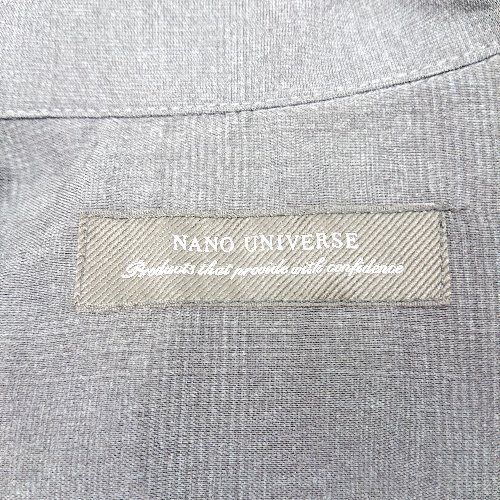 NANO UNIVERSE
Products that provide with confidence